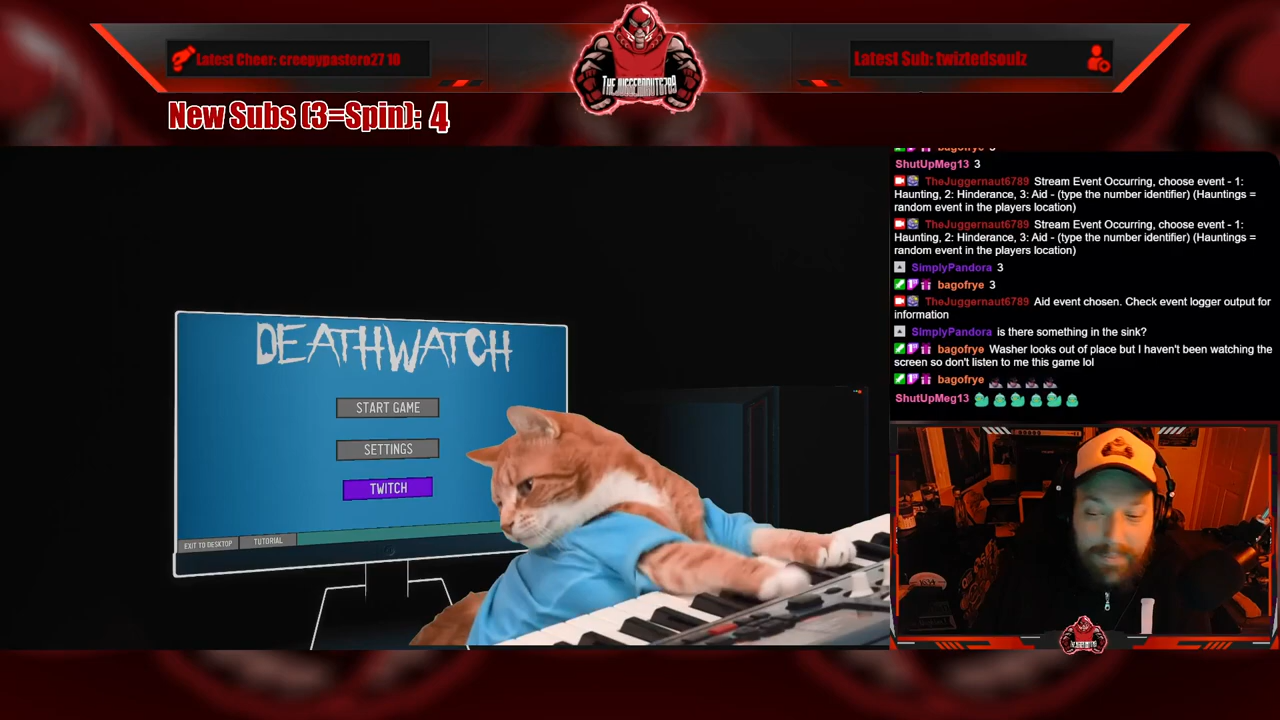 Latest Cheer: creepypastero27 10
THEJUGGERNAUT6789
Latest Sub: twiztedsoulz
New Subs (3=Spin): 4
DEATHWATCH
START GAME
SETTINGS
TWITCH
EXIT TO DESKTOP
TUTORIAL
bagofrye 3
ShutUpMeg13 3
TheJuggernaut6789 Stream Event Occurring, choose event - 1:
Haunting, 2: Hinderance, 3: Aid - (type the number identifier) (Hauntings =
random event in the players location)
TheJuggernaut6789 Stream Event Occurring, choose event - 1:
Haunting, 2: Hinderance, 3: Aid - (type the number identifier) (Hauntings =
random event in the players location)
SimplyPandora 3
bagofrye 3
TheJuggernaut6789 Aid event chosen. Check event logger output for
information
SimplyPandora is there something in the sink?
bagofrye Washer looks out of place but I haven't been watching the
screen so don't listen to me this game lol
bagofrye
ShutUpMeg13